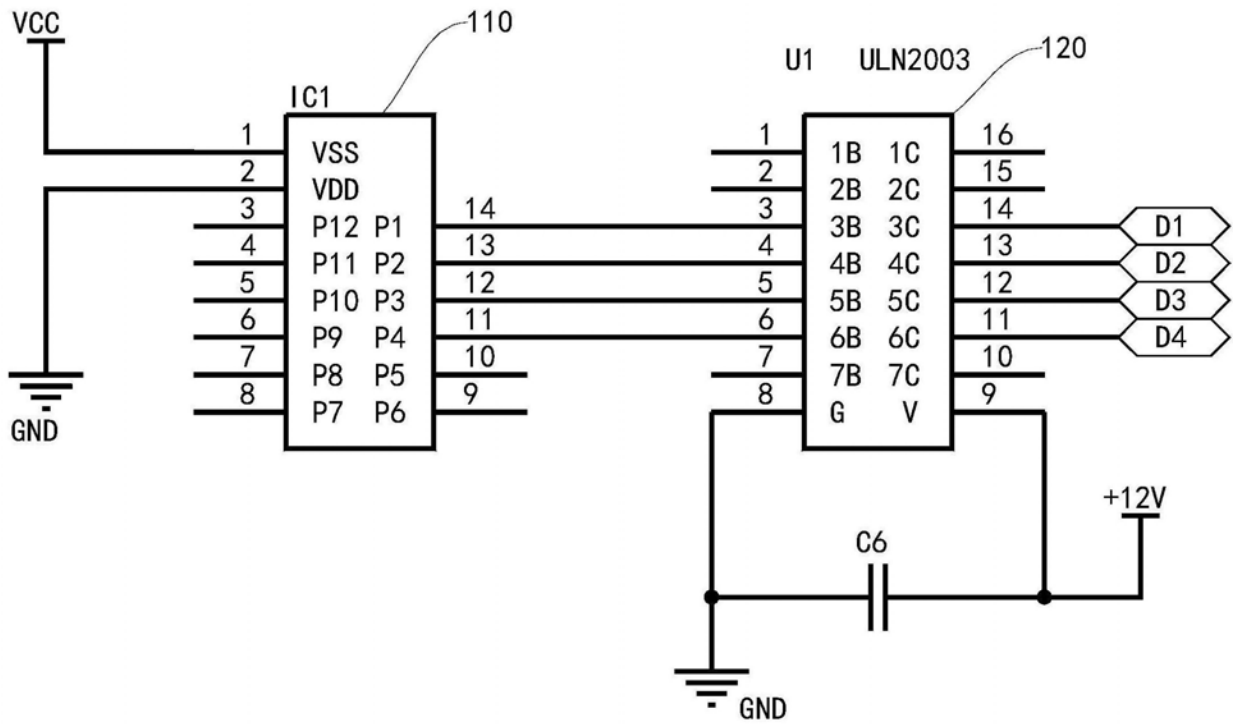 VCC
110
U1 ULN2003
120
IC1
1 VSS
2 VDD
3 P12 P1 14
4 P11 P2 13
5 P10 P3 12
6 P9 P4 11
7 P8 P5 10
8 P7 P6 9
GND
1 1B 1C 16
2 2B 2C 15
3 3B 3C 14 D1
4 4B 4C 13 D2
5 5B 5C 12 D3
6 6B 6C 11 D4
7 7B 7C 10
8 G V 9
+12V
C6
GND